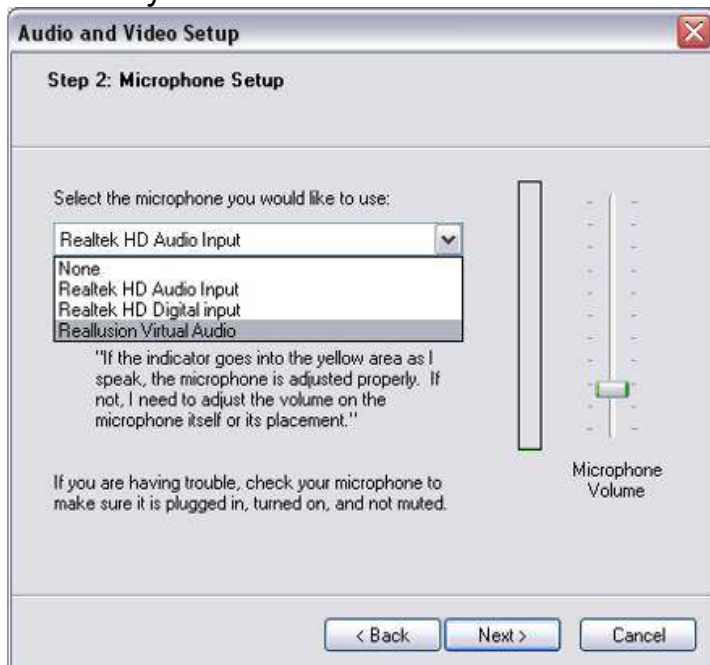 Audio and Video Setup
Step 2: Microphone Setup
Select the microphone you would like to use:
Realtek HD Audio Input
None
Realtek HD Audio Input
Realtek HD Digital input
Reallusion Virtual Audio
"If the indicator goes into the yellow area as I
speak, the microphone is adjusted properly. If
not, I need to adjust the volume on the
microphone itself or its placement."
If you are having trouble, check your microphone to
make sure it is plugged in, turned on, and not muted.
Microphone
Volume
< Back
Next >
Cancel